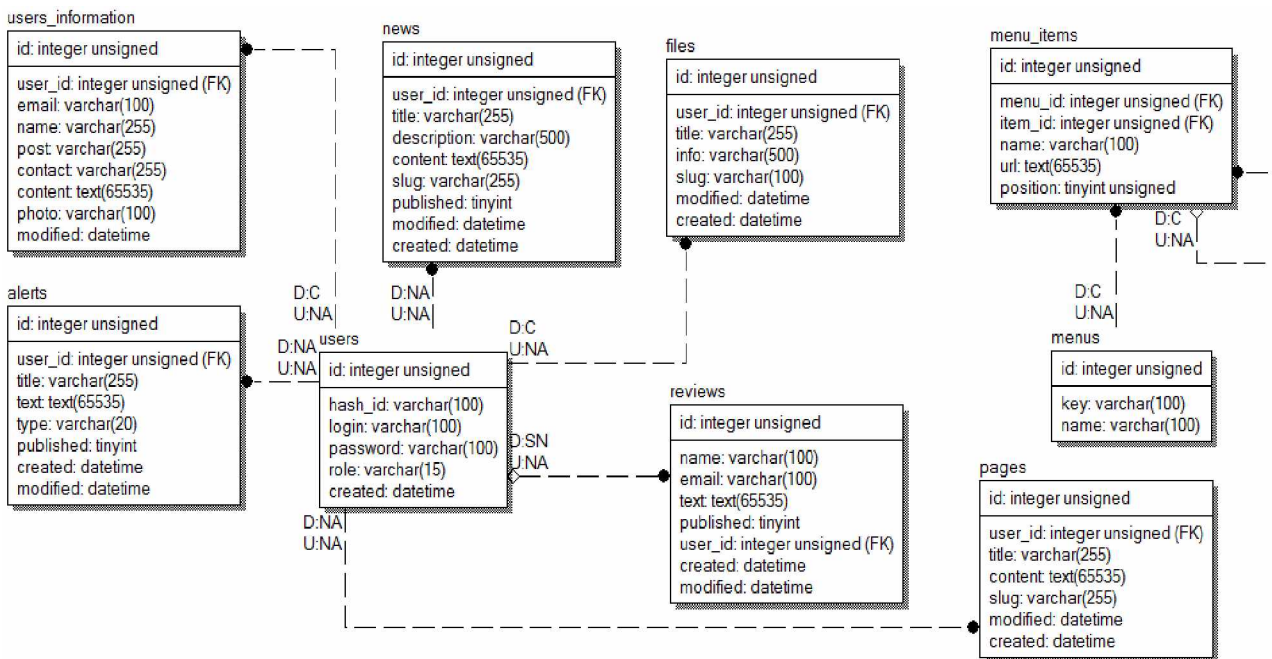 users_information
id: integer unsigned
user_id: integer unsigned (FK)
email: varchar(100)
name: varchar(255)
post: varchar(255)
contact: varchar(255)
content: text(65535)
photo: varchar(100)
modified: datetime
news
id: integer unsigned
user_id: integer unsigned (FK)
title: varchar(255)
description: varchar(500)
content: text(65535)
slug: varchar(255)
published: tinyint
modified: datetime
created: datetime
files
id: integer unsigned
user_id: integer unsigned (FK)
title: varchar(255)
info: varchar(500)
slug: varchar(100)
modified: datetime
created: datetime
menu_items
id: integer unsigned
menu_id: integer unsigned (FK)
item_id: integer unsigned (FK)
name: varchar(100)
url: text(65535)
position: tinyint unsigned
D:C
U:NA
D:C
U:NA
D:NA
U:NA
D:C
U:NA
D:C
U:NA
alerts
id: integer unsigned
user_id: integer unsigned (FK)
title: varchar(255)
text: text(65535)
type: varchar(20)
published: tinyint
created: datetime
modified: datetime
D:NA
U:NA
users
id: integer unsigned
hash_id: varchar(100)
login: varchar(100)
password: varchar(100)
role: varchar(15)
created: datetime
D:SN
U:NA
D:NA
U:NA
reviews
id: integer unsigned
name: varchar(100)
email: varchar(100)
text: text(65535)
published: tinyint
user_id: integer unsigned (FK)
created: datetime
modified: datetime
menus
id: integer unsigned
key: varchar(100)
name: varchar(100)
pages
id: integer unsigned
user_id: integer unsigned (FK)
title: varchar(255)
content: text(65535)
slug: varchar(255)
modified: datetime
created: datetime